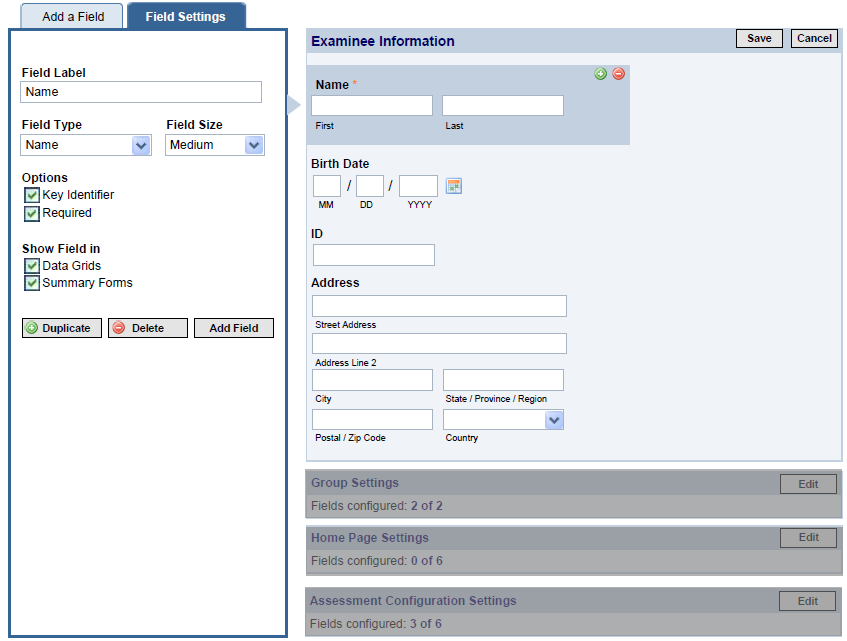 Add a Field
Field Settings
Field Label
Name
Field Type
Field Size
Name
Medium
Options
Key Identifier
Required
Show Field in
Data Grids
Summary Forms
Duplicate
Delete
Add Field
Examinee Information
Save
Cancel
Name *
First
Last
Birth Date
/ /
MM
DD
YYYY
ID
Address
Street Address
Address Line 2
City
State / Province / Region
Postal / Zip Code
Country
Group Settings
Edit
Fields configured: 2 of 2
Home Page Settings
Edit
Fields configured: 0 of 6
Assessment Configuration Settings
Edit
Fields configured: 3 of 6